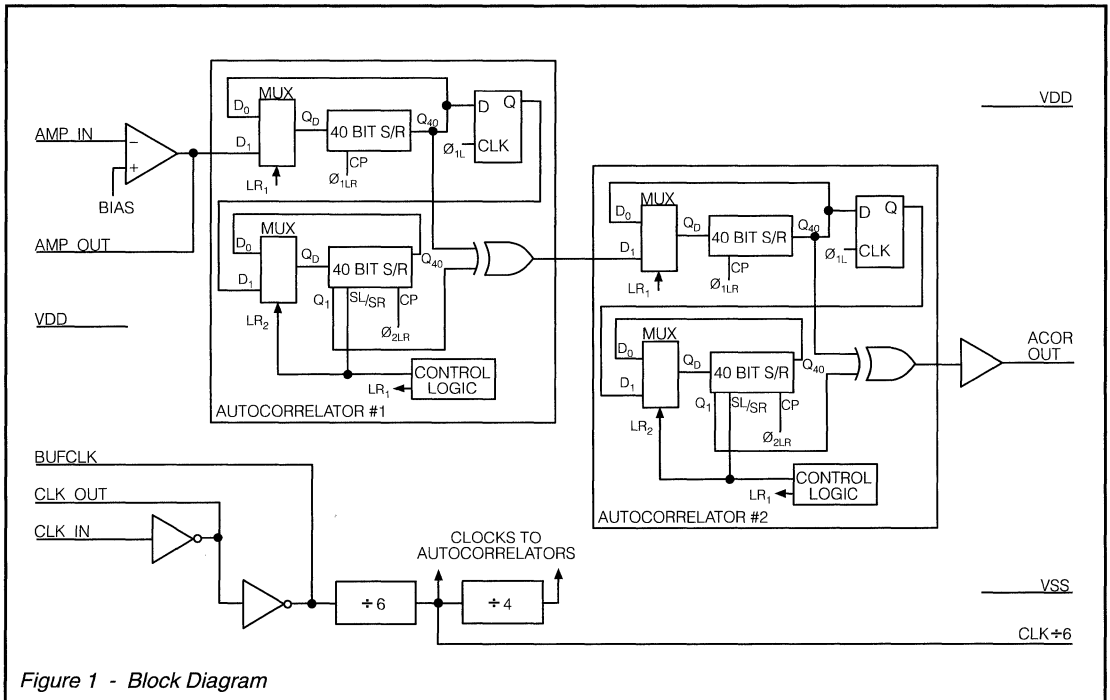 VDD
MUX
D0
QD
Q40
D Q
AMP IN
−
D1
40 BIT S/R
Ø1L
CLK
+
CP
LR1
Ø1LR
BIAS
MUX
AMP OUT
D0
QD
Q40
40 BIT S/R
D1
Q1
SL/SR
CP
LR2
Ø2LR
VDD
CONTROL
LOGIC
LR1
AUTOCORRELATOR #1
MUX
D0
QD
Q40
D Q
D1
40 BIT S/R
Ø1L
CLK
CP
LR1
Ø1LR
MUX
D0
QD
Q40
40 BIT S/R
D1
Q1
SL/SR
CP
LR2
Ø2LR
ACOR
OUT
CONTROL
LOGIC
LR1
AUTOCORRELATOR #2
BUFCLK
CLK OUT
CLK IN
CLOCKS TO
AUTOCORRELATORS
÷6
÷4
VSS
CLK÷6
Figure 1 - Block Diagram